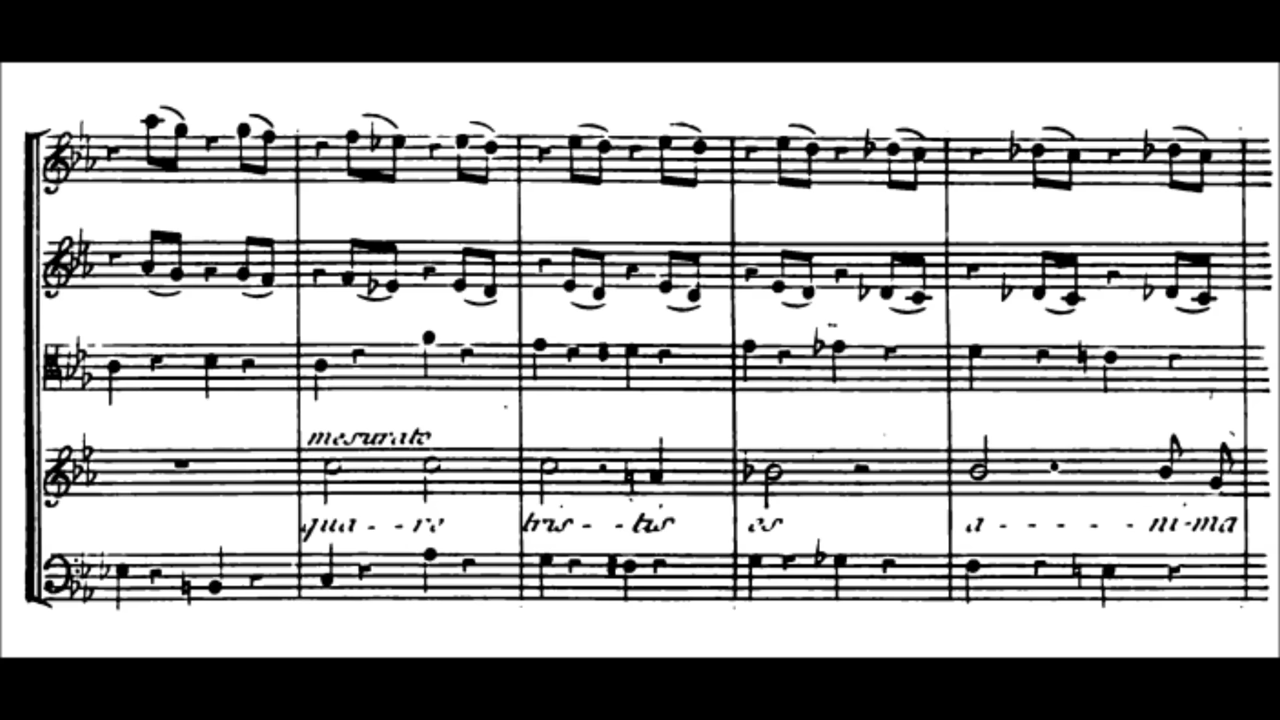 mesurato
qua - - re tris - - tis es a - - - - - ni-ma